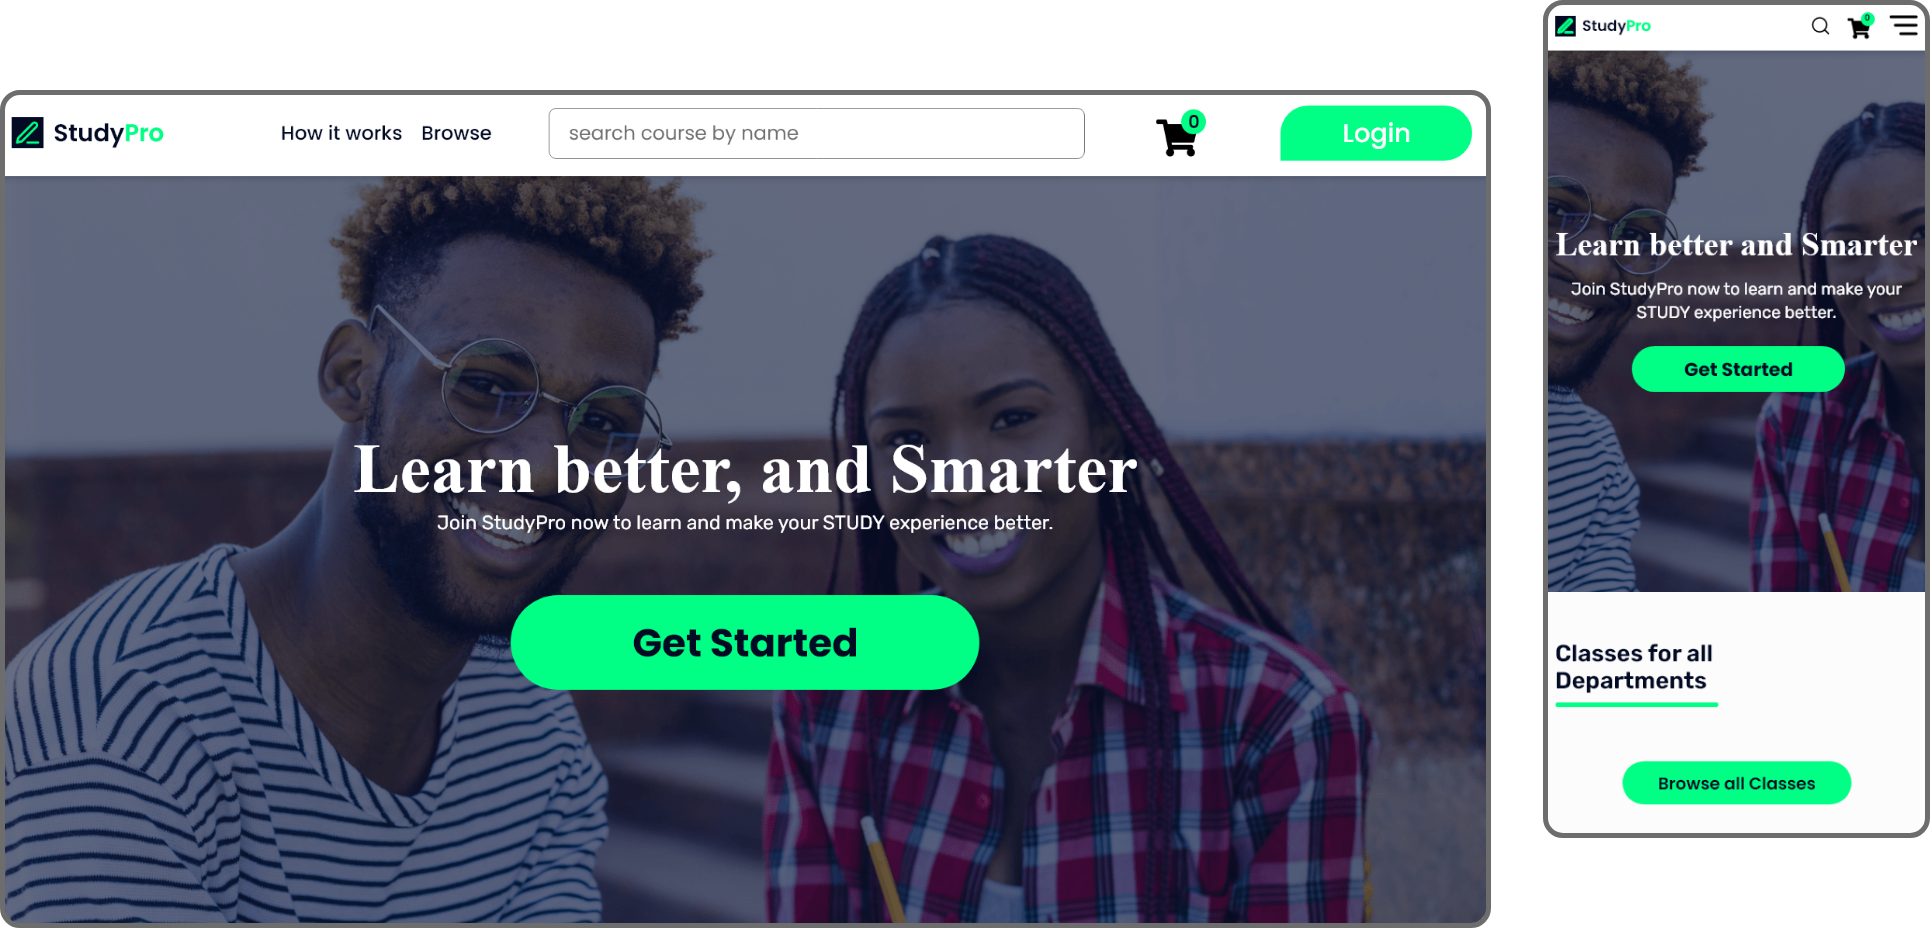 StudyPro
How it works
Browse
search course by name
0
Login
Learn better, and Smarter
Join StudyPro now to learn and make your STUDY experience better.
Get Started
StudyPro
0
Learn better and Smarter
Join StudyPro now to learn and make your
STUDY experience better.
Get Started
Classes for all
Departments
Browse all Classes